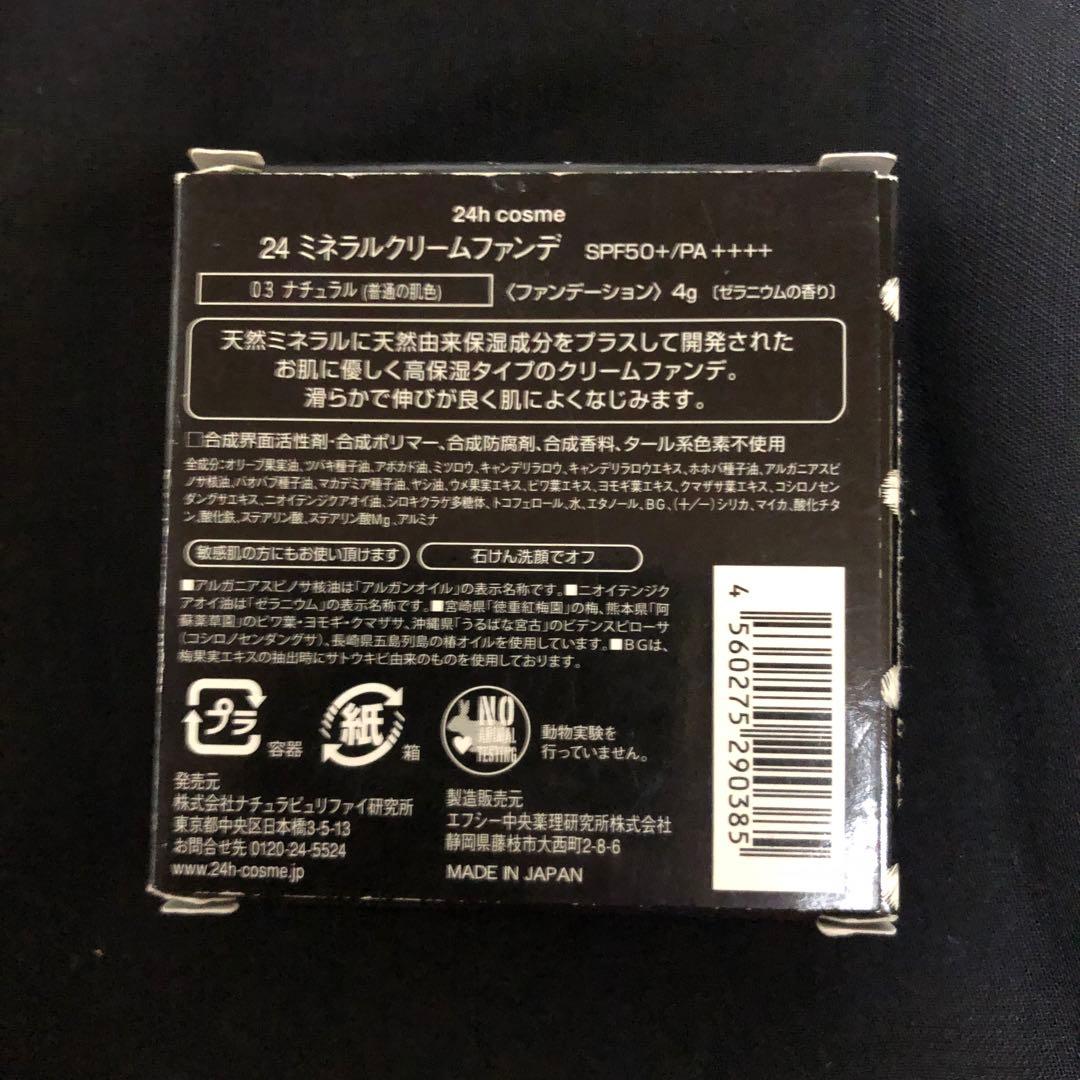 24h cosme
24 ミネラルクリームファンデ SPF50+/PA++++
03 ナチュラル (普通の肌色) 〈ファンデーション〉 4g 〔ゼラニウムの香り〕
天然ミネラルに天然由来保湿成分をプラスして開発された
お肌に優しく高保湿タイプのクリームファンデ。
滑らかで伸びが良く肌によくなじみます。
□合成界面活性剤・合成ポリマー、合成防腐剤、合成香料、タール系色素不使用
全成分:オリーブ果実油、ツバキ種子油、アボカド油、ミツロウ、キャンデリラロウ、キャンデリラロウエキス、ホホバ種子油、アルガニアスピ
ノサ核油、バオバブ種子油、マカデミア種子油、ヤシ油、ウメ果実エキス、ビワ葉エキス、ヨモギ葉エキス、クマザサ葉エキス、コシロノセン
ダングサエキス、ニオイテンジクアオイ油、シロキクラゲ多糖体、トコフェロール、水、エタノール、BG、(+/-)シリカ、マイカ、酸化チタ
ン、酸化鉄、ステアリン酸、ステアリン酸Mg、アルミナ
敏感肌の方にもお使い頂けます 石けん洗顔でオフ
■アルガニアスピノサ核油は「アルガンオイル」の表示名称です。■ニオイテンジク
アオイ油は「ゼラニウム」の表示名称です。■宮崎県「徳重紅梅園」の梅、熊本県「阿
蘇薬草園」のビワ葉・ヨモギ・クマザサ、沖縄県「うるばな宮古」のビデンスピローサ
(コシロノセンダングサ)、長崎県五島列島の椿オイルを使用しています。■BGは、
梅果実エキスの抽出時にサトウキビ由来のものを使用しております。
プラ 容器 紙 箱 NO ANIMAL TESTING 動物実験を
行っていません。
発売元
株式会社ナチュラピュリファイ研究所
東京都中央区日本橋3-5-13
お問合せ先 0120-24-5524
www.24h-cosme.jp
製造販売元
エフシー中央薬理研究所株式会社
静岡県藤枝市大西町2-8-6
MADE IN JAPAN
4 560275 290385